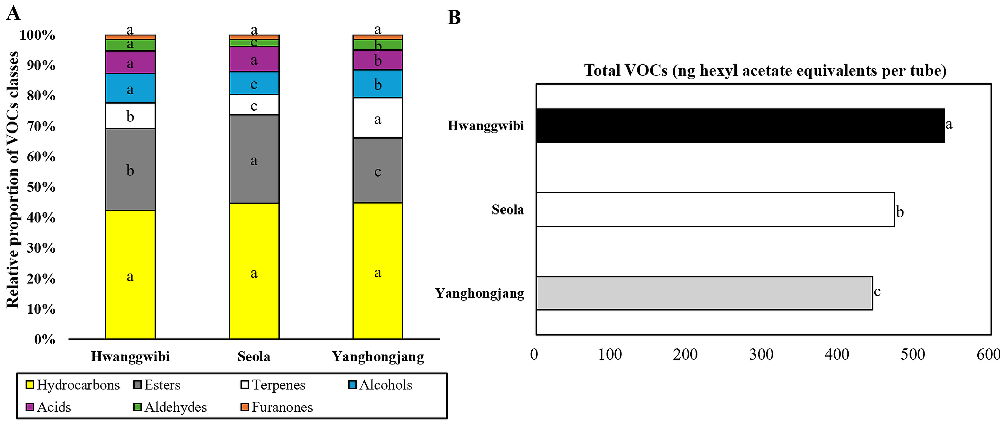 A
Relative proportion of VOCs classes
100%
90%
80%
70%
60%
50%
40%
30%
20%
10%
0%
a
a
a
a
b
b
a
a
c
a
c
c
a
a
a
b
b
b
a
c
a
Hwanggwibi Seola Yanghongjang
Hydrocarbons Esters Terpenes Alcohols
Acids Aldehydes Furanones
B
Total VOCs (ng hexyl acetate equivalents per tube)
Hwanggwibi a
Seola b
Yanghongjang c
0 100 200 300 400 500 600